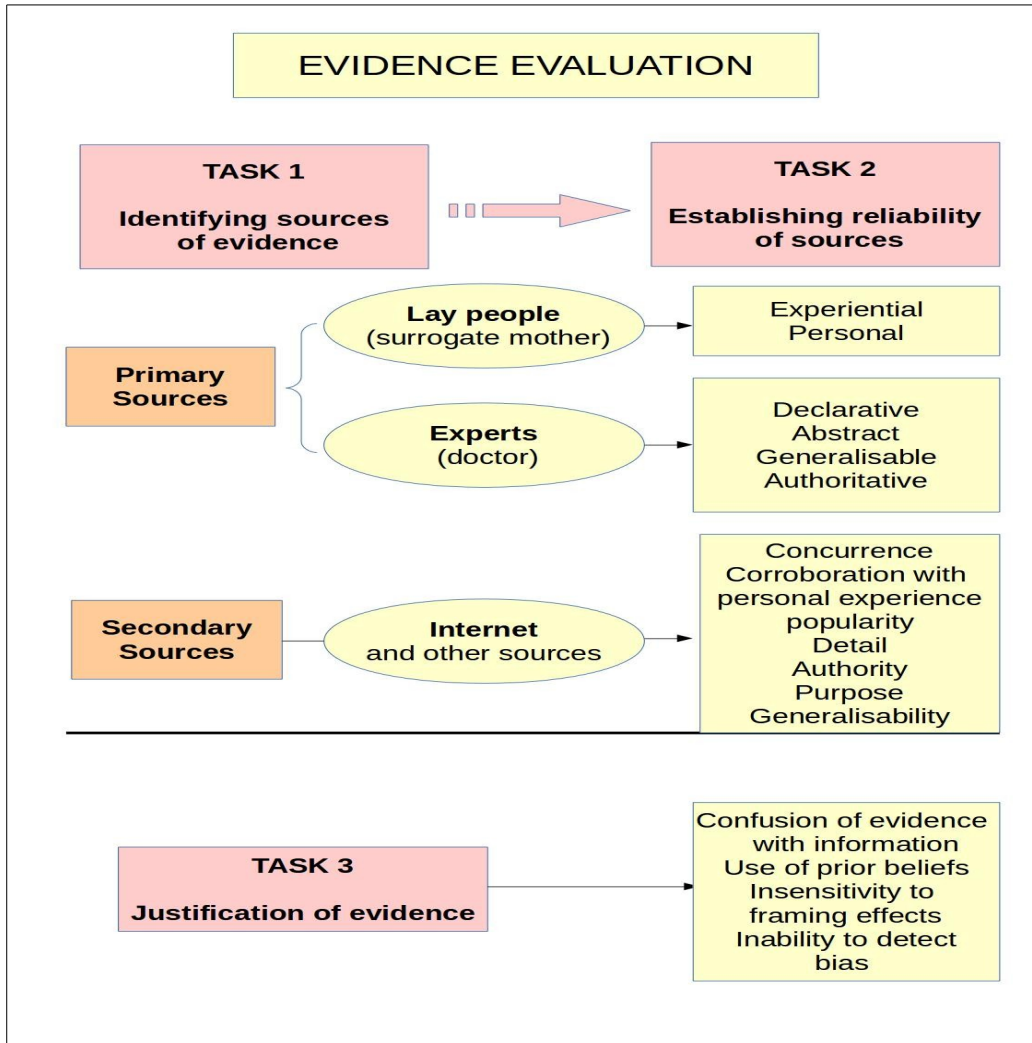 EVIDENCE EVALUATION
TASK 1
Identifying sources
of evidence
TASK 2
Establishing reliability
of sources
Primary
Sources
Lay people
(surrogate mother)
Experiential
Personal
Experts
(doctor)
Declarative
Abstract
Generalisable
Authoritative
Secondary
Sources
Internet
and other sources
Concurrence
Corroboration with
personal experience
popularity
Detail
Authority
Purpose
Generalisability
TASK 3
Justification of evidence
Confusion of evidence
with information
Use of prior beliefs
Insensitivity to
framing effects
Inability to detect
bias